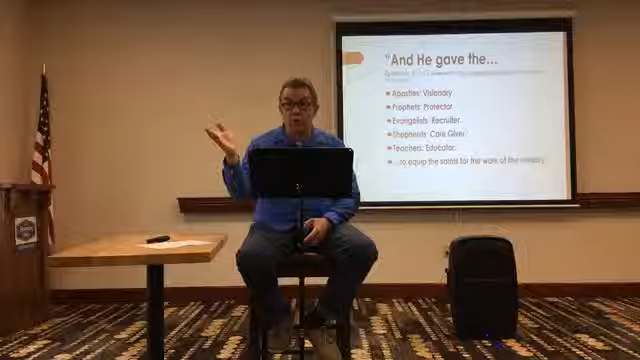 "And He gave the...
Apostles: Visionary
Prophets: Protector
Evangelists: Recruiter
Shepherds: Care Giver
Teachers: Educator
...to equip the saints for the work of the ministry